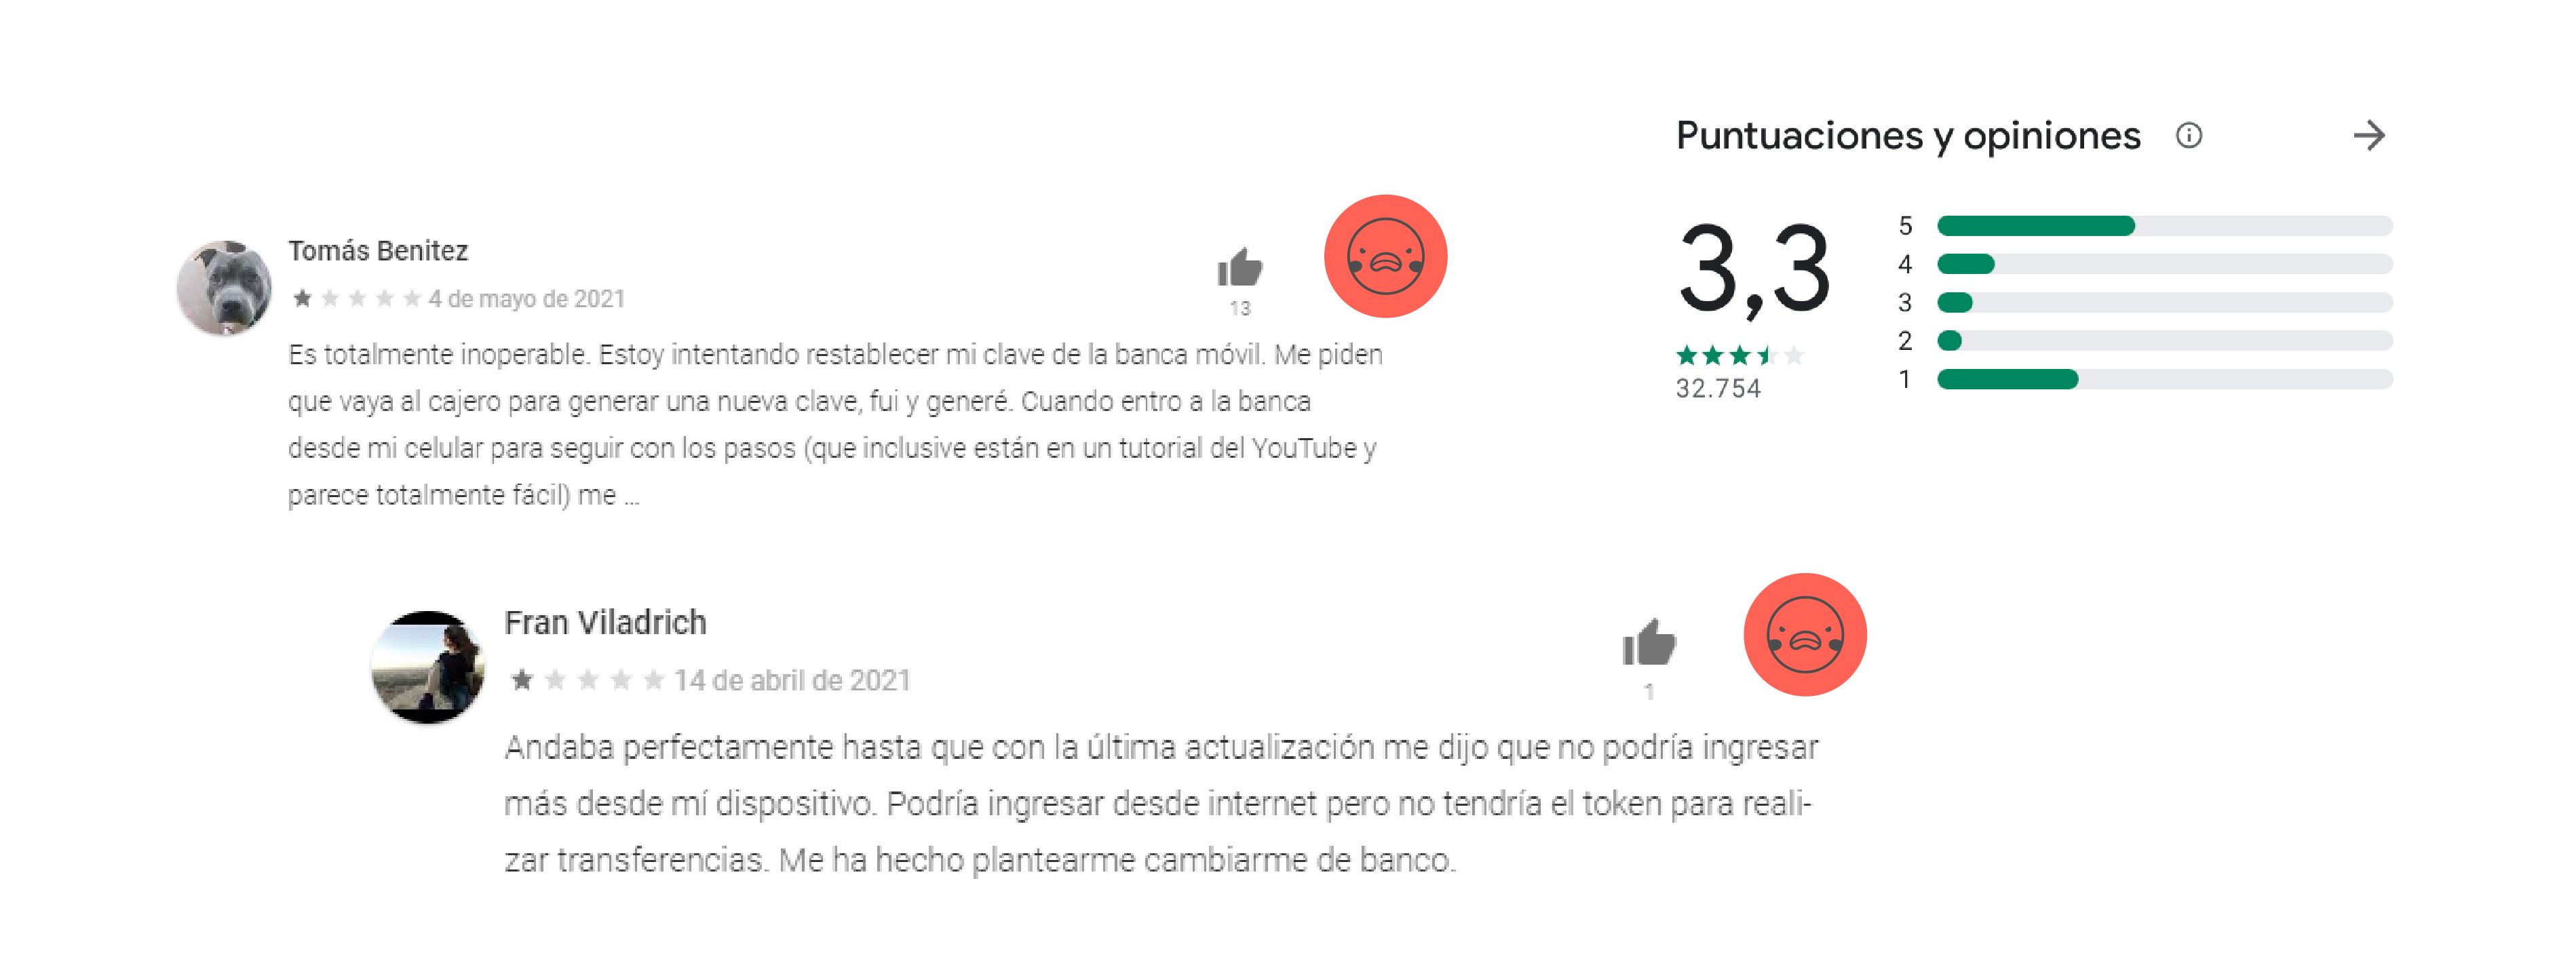 Puntuaciones y opiniones
3,3
32.754
5
4
3
2
1
Tomás Benitez
4 de mayo de 2021
13
Es totalmente inoperable. Estoy intentando restablecer mi clave de la banca móvil. Me piden
que vaya al cajero para generar una nueva clave, fui y generé. Cuando entro a la banca
desde mi celular para seguir con los pasos (que inclusive están en un tutorial del YouTube y
parece totalmente fácil) me ...
Fran Viladrich
14 de abril de 2021
1
Andaba perfectamente hasta que con la última actualización me dijo que no podría ingresar
más desde mí dispositivo. Podría ingresar desde internet pero no tendría el token para reali-
zar transferencias. Me ha hecho plantearme cambiarme de banco.